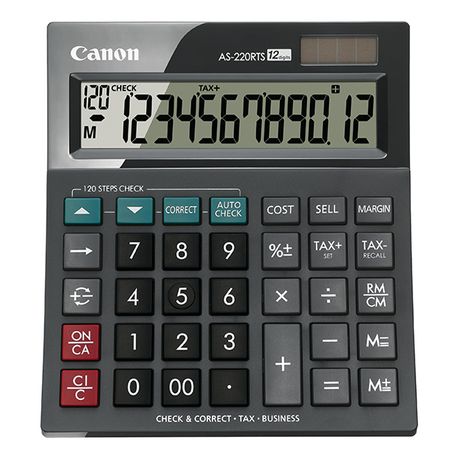 Canon
AS-220RTS 12 digits
120 CHECK TAX+ +
M 123456789012
120 STEPS CHECK
▲ ▼ CORRECT AUTO CHECK COST SELL MARGIN
→ 7 8 9 %± TAX+ SET TAX- RECALL
4 5 6 × ÷ RM/CM
ON/CA 1 2 3 + − M=
CI/C 0 00 . = M±
CHECK & CORRECT • TAX • BUSINESS